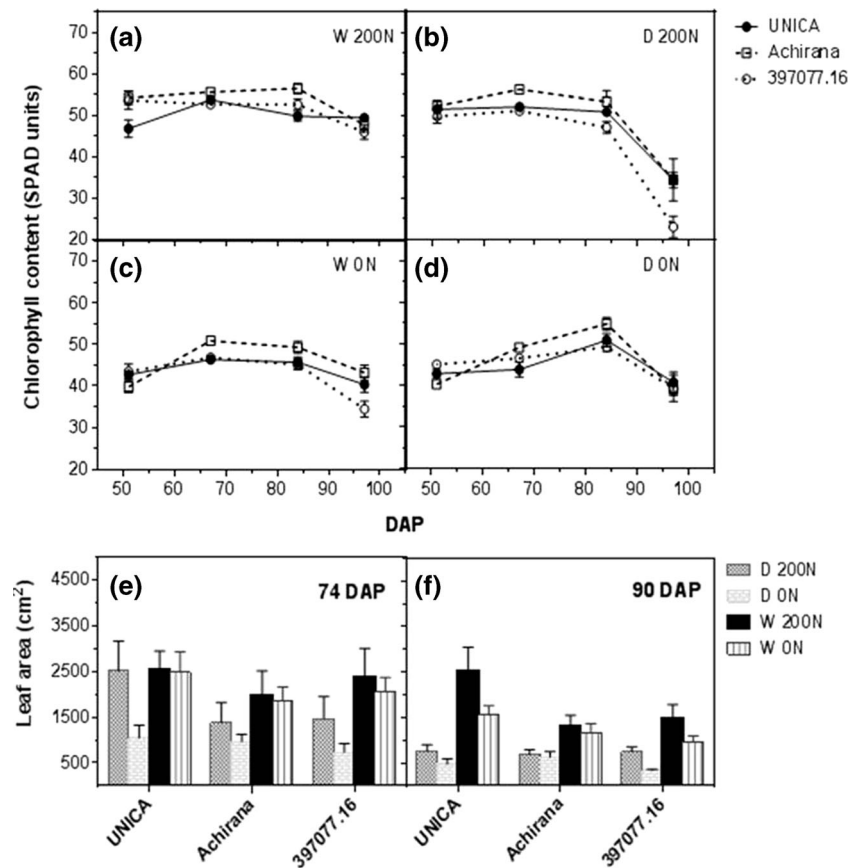 (a) W 200N
(b) D 200N
UNICA
Achirana
397077.16
Chlorophyll content (SPAD units)
70
60
50
40
30
20
(c) W 0N
(d) D 0N
70
60
50
40
30
20
50 60 70 80 90 100
50 60 70 80 90 100
DAP
Leaf area (cm²)
4500
3500
2500
1500
500
(e) 74 DAP
(f) 90 DAP
D 200N
D 0N
W 200N
W 0N
UNICA
Achirana
397077.16
UNICA
Achirana
397077.16